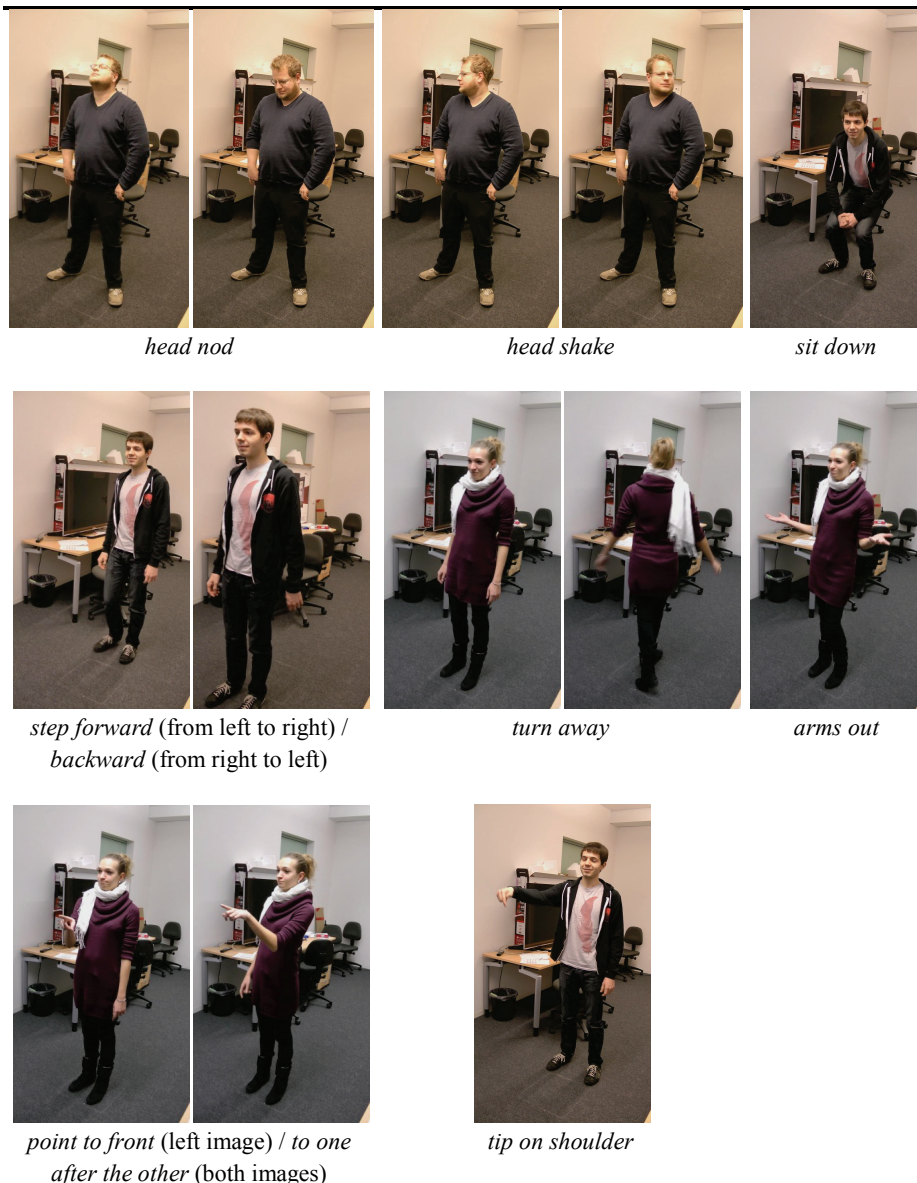 head nod
head shake
sit down
step forward (from left to right) /
backward (from right to left)
turn away
arms out
point to front (left image) / to one
after the other (both images)
tip on shoulder